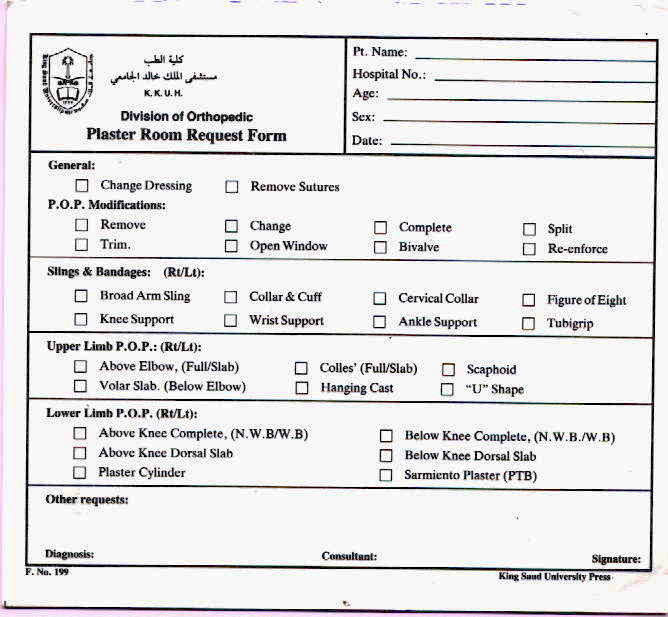 كلية الطب
مستشفى الملك خالد الجامعي
K. K. U. H.
Division of Orthopedic
Plaster Room Request Form
Pt. Name:
Hospital No.:
Age:
Sex:
Date:
General:
Change Dressing Remove Sutures
P.O.P. Modifications:
Remove Change Complete Split
Trim. Open Window Bivalve Re-enforce
Slings & Bandages: (Rt/Lt):
Broad Arm Sling Collar & Cuff Cervical Collar Figure of Eight
Knee Support Wrist Support Ankle Support Tubigrip
Upper Limb P.O.P.: (Rt/Lt):
Above Elbow, (Full/Slab) Colles' (Full/Slab) Scaphoid
Volar Slab. (Below Elbow) Hanging Cast “U” Shape
Lower Limb P.O.P. (Rt/Lt):
Above Knee Complete, (N.W.B/W.B) Below Knee Complete, (N.W.B./W.B)
Above Knee Dorsal Slab Below Knee Dorsal Slab
Plaster Cylinder Sarmiento Plaster (PTB)
Other requests:
Diagnosis: Consultant: Signature:
F. No. 199 King Saud University Press